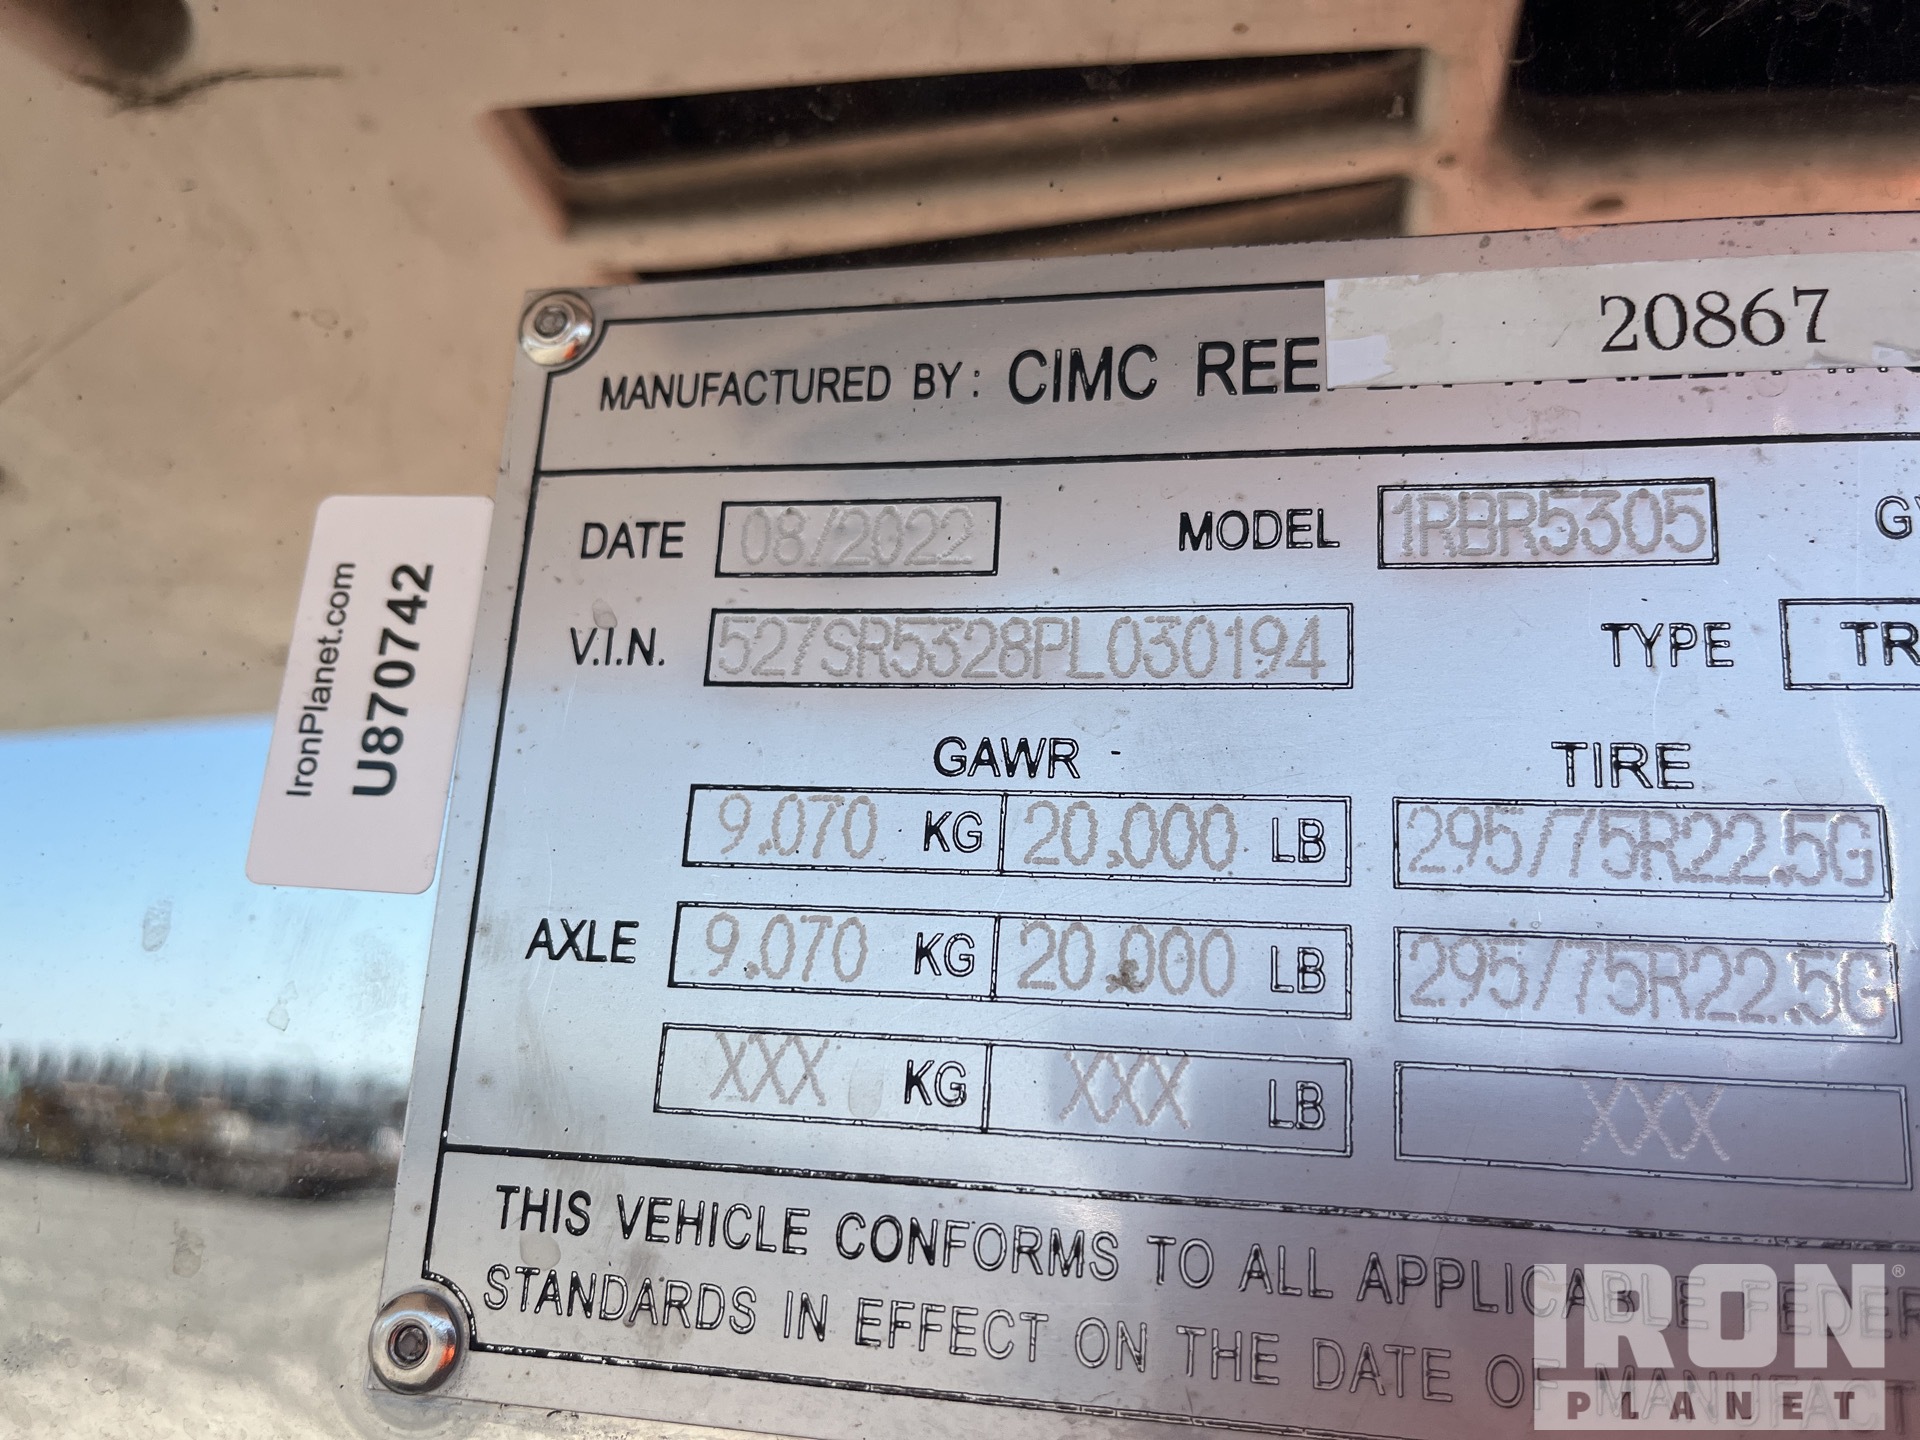 20867
MANUFACTURED BY: CIMC REE
DATE 08/2022 MODEL 1RBR5305
V.I.N. 527SR5328PL030194 TYPE TR
GAWR - TIRE
9.070 KG 20.000 LB 295/75R22.5G
AXLE 9.070 KG 20.000 LB 295/75R22.5G
XXX KG XXX LB XXX
THIS VEHICLE CONFORMS TO ALL APPLICABLE FEDER
STANDARDS IN EFFECT ON THE DATE OF MANUFACT
IronPlanet.com
U870742
IRON®
PLANET